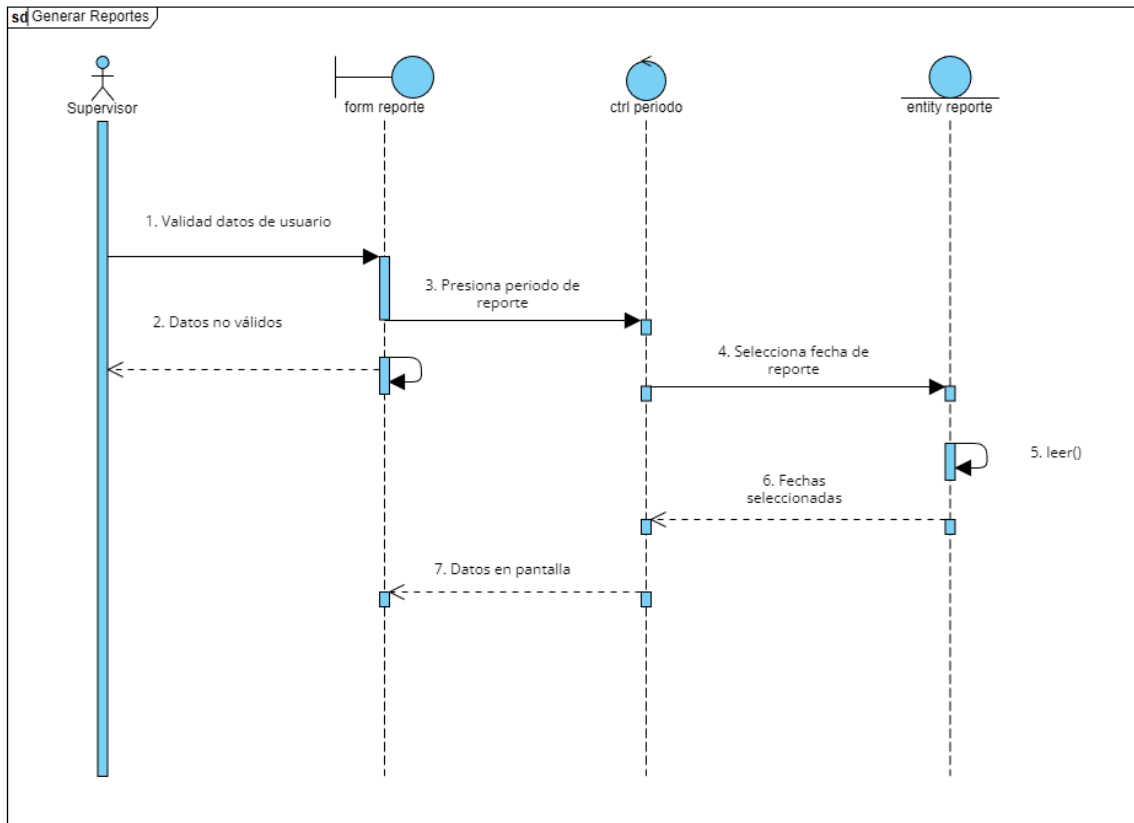 sd Generar Reportes
Supervisor
form reporte
ctrl periodo
entity reporte
1. Validad datos de usuario
3. Presiona periodo de
reporte
2. Datos no válidos
4. Selecciona fecha de
reporte
5. leer()
6. Fechas
seleccionadas
7. Datos en pantalla